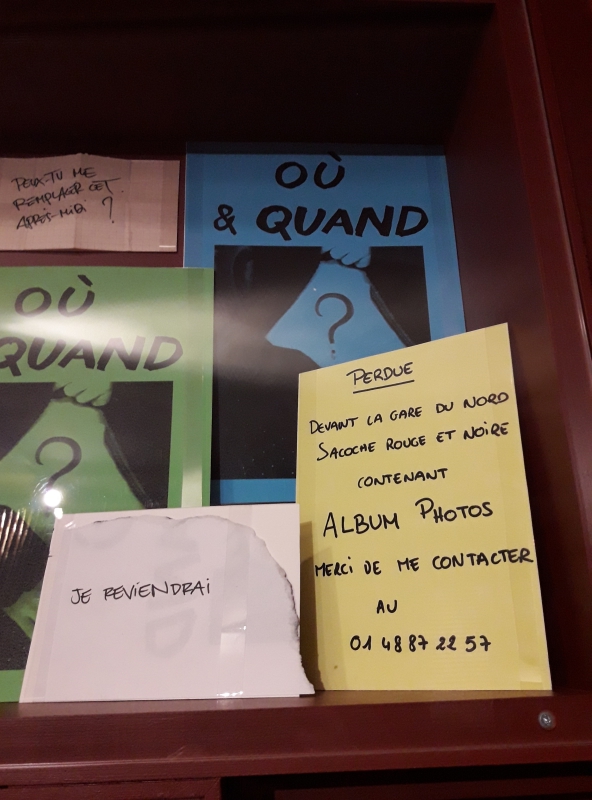 PEUX-TU ME
REMPLACER CET
APRÈS-MIDI ?
OÙ
& QUAND
?
OÙ
QUAND
?
PERDUE
DEVANT LA GARE DU NORD
SACOCHE ROUGE ET NOIRE
CONTENANT
ALBUM PHOTOS
MERCI DE ME CONTACTER
AU
01 48 87 22 57
JE REVIENDRAI